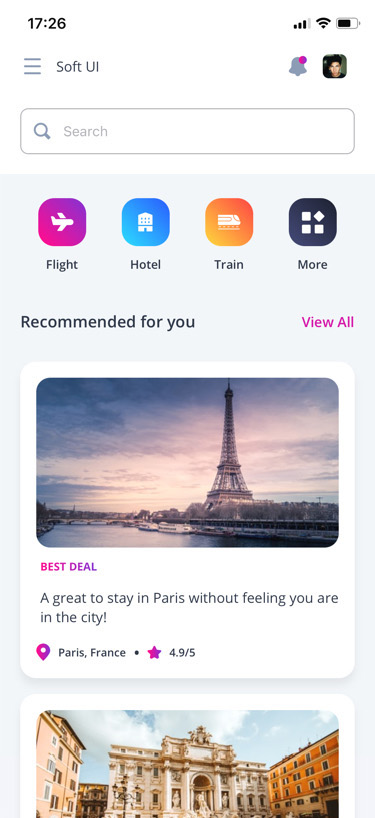 17:26
Soft UI
Search
Flight
Hotel
Train
More
Recommended for you
View All
BEST DEAL
A great to stay in Paris without feeling you are
in the city!
Paris, France • 4.9/5